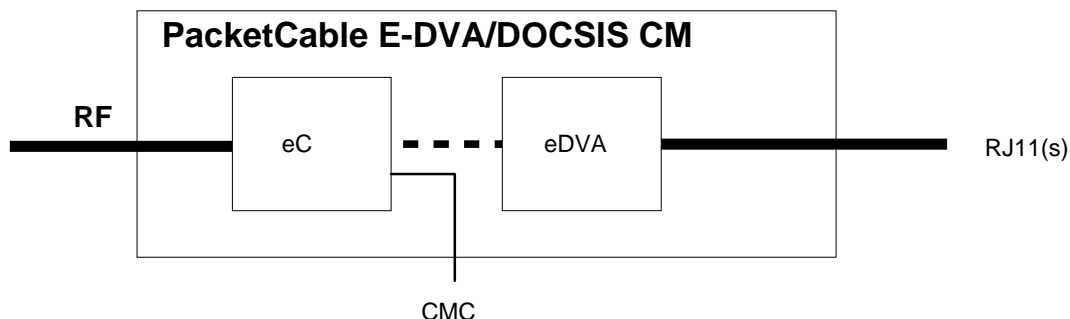 PacketCable E-DVA/DOCSIS CM
RF
eC
eDVA
RJ11(s)
CMC